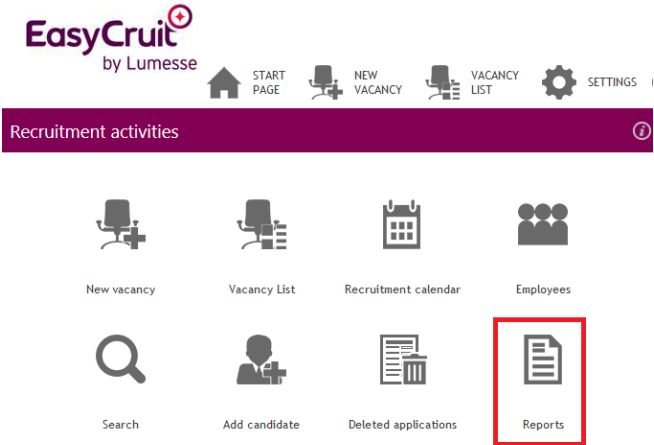 EasyCruit
by Lumesse
START
PAGE
NEW
VACANCY
VACANCY
LIST
SETTINGS
Recruitment activities
i
New vacancy
Vacancy List
Recruitment calendar
Employees
Search
Add candidate
Deleted applications
Reports